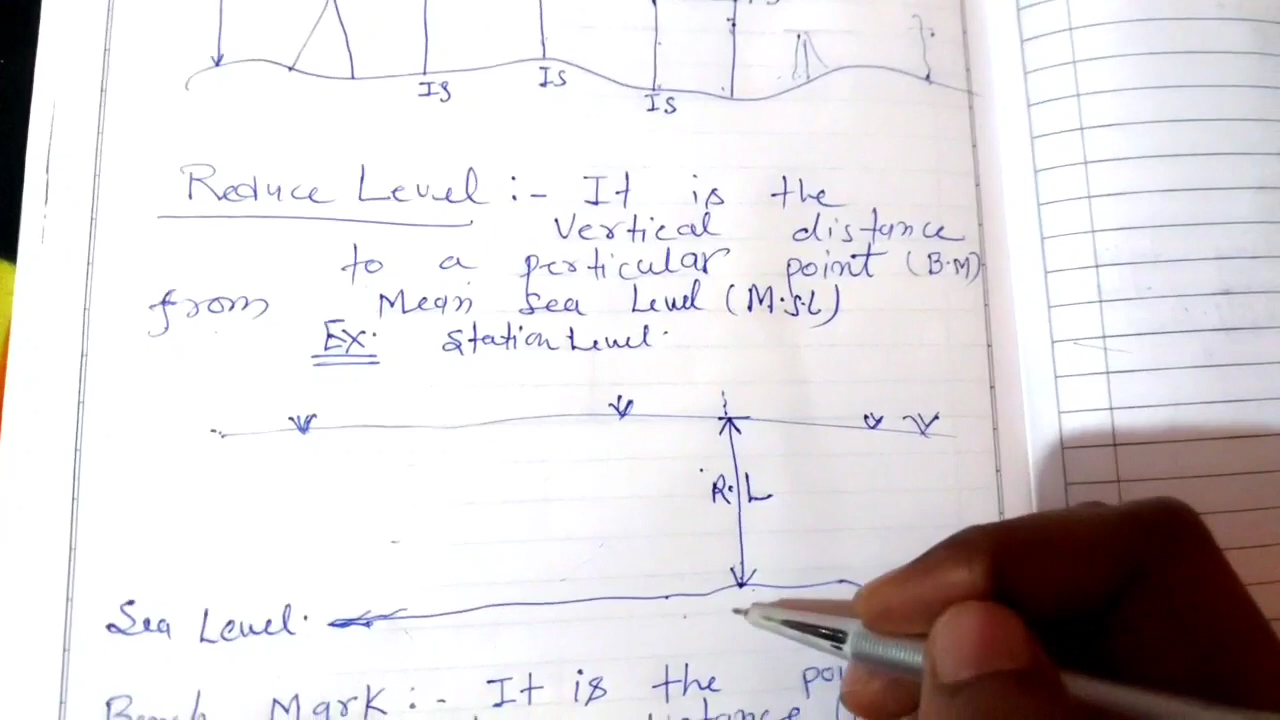 IS
IS
IS
Reduce Level :- It is the
Vertical distance
to a perticular point (B.M)
from Mean Sea Level (M.S.L)
Ex. Station Level.
R.L
Sea Level.
Bench Mark :- It is the